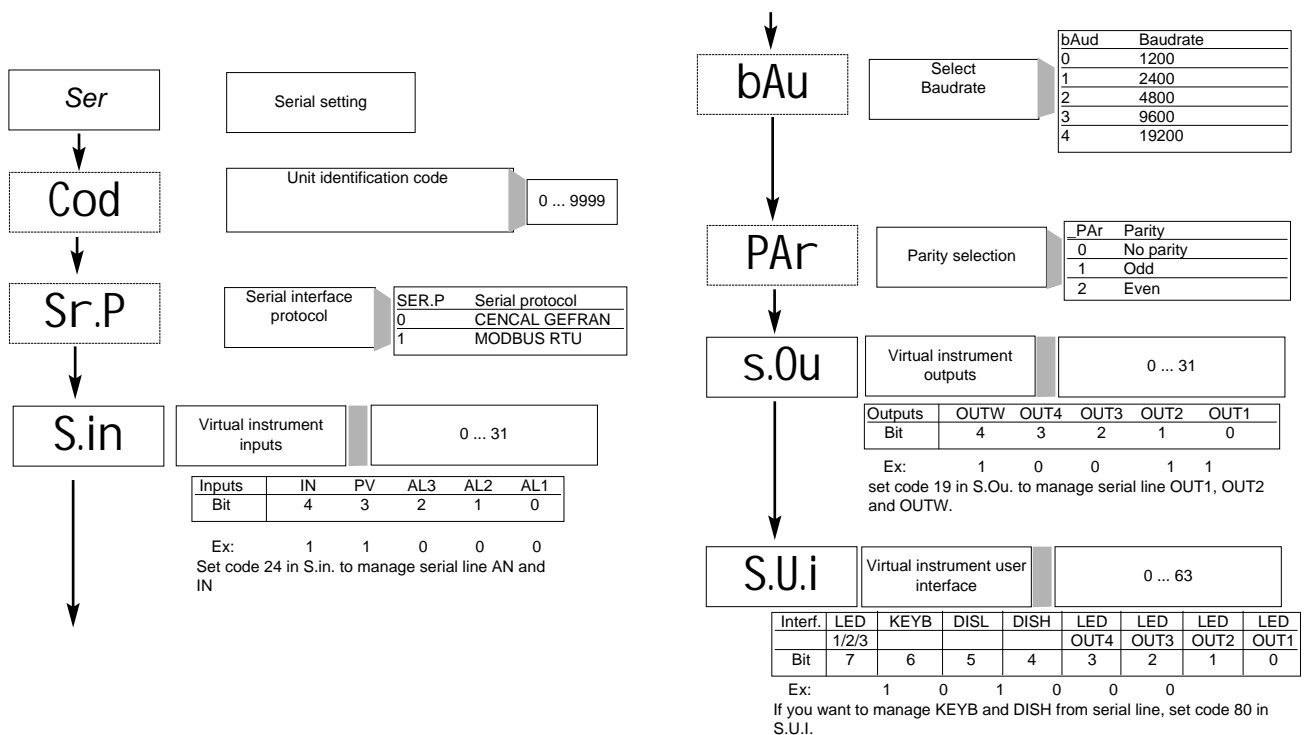 Ser
Serial setting
Cod
Unit identification code
0 ... 9999
Sr.P
Serial interface
protocol
SER.P Serial protocol
0 CENCAL GEFRAN
1 MODBUS RTU
S.in
Virtual instrument
inputs
0 ... 31
Inputs IN PV AL3 AL2 AL1
Bit 4 3 2 1 0
Ex: 1 1 0 0 0
Set code 24 in S.in. to manage serial line AN and
IN
bAu
Select
Baudrate
bAud Baudrate
0 1200
1 2400
2 4800
3 9600
4 19200
PAr
Parity selection
_PAr Parity
0 No parity
1 Odd
2 Even
s.Ou
Virtual instrument
outputs
0 ... 31
Outputs OUTW OUT4 OUT3 OUT2 OUT1
Bit 4 3 2 1 0
Ex: 1 0 0 1 1
set code 19 in S.Ou. to manage serial line OUT1, OUT2
and OUTW.
S.U.i
Virtual instrument user
interface
0 ... 63
Interf. LED KEYB DISL DISH LED LED LED LED
1/2/3 OUT4 OUT3 OUT2 OUT1
Bit 7 6 5 4 3 2 1 0
Ex: 1 0 1 0 0 0
If you want to manage KEYB and DISH from serial line, set code 80 in
S.U.I.